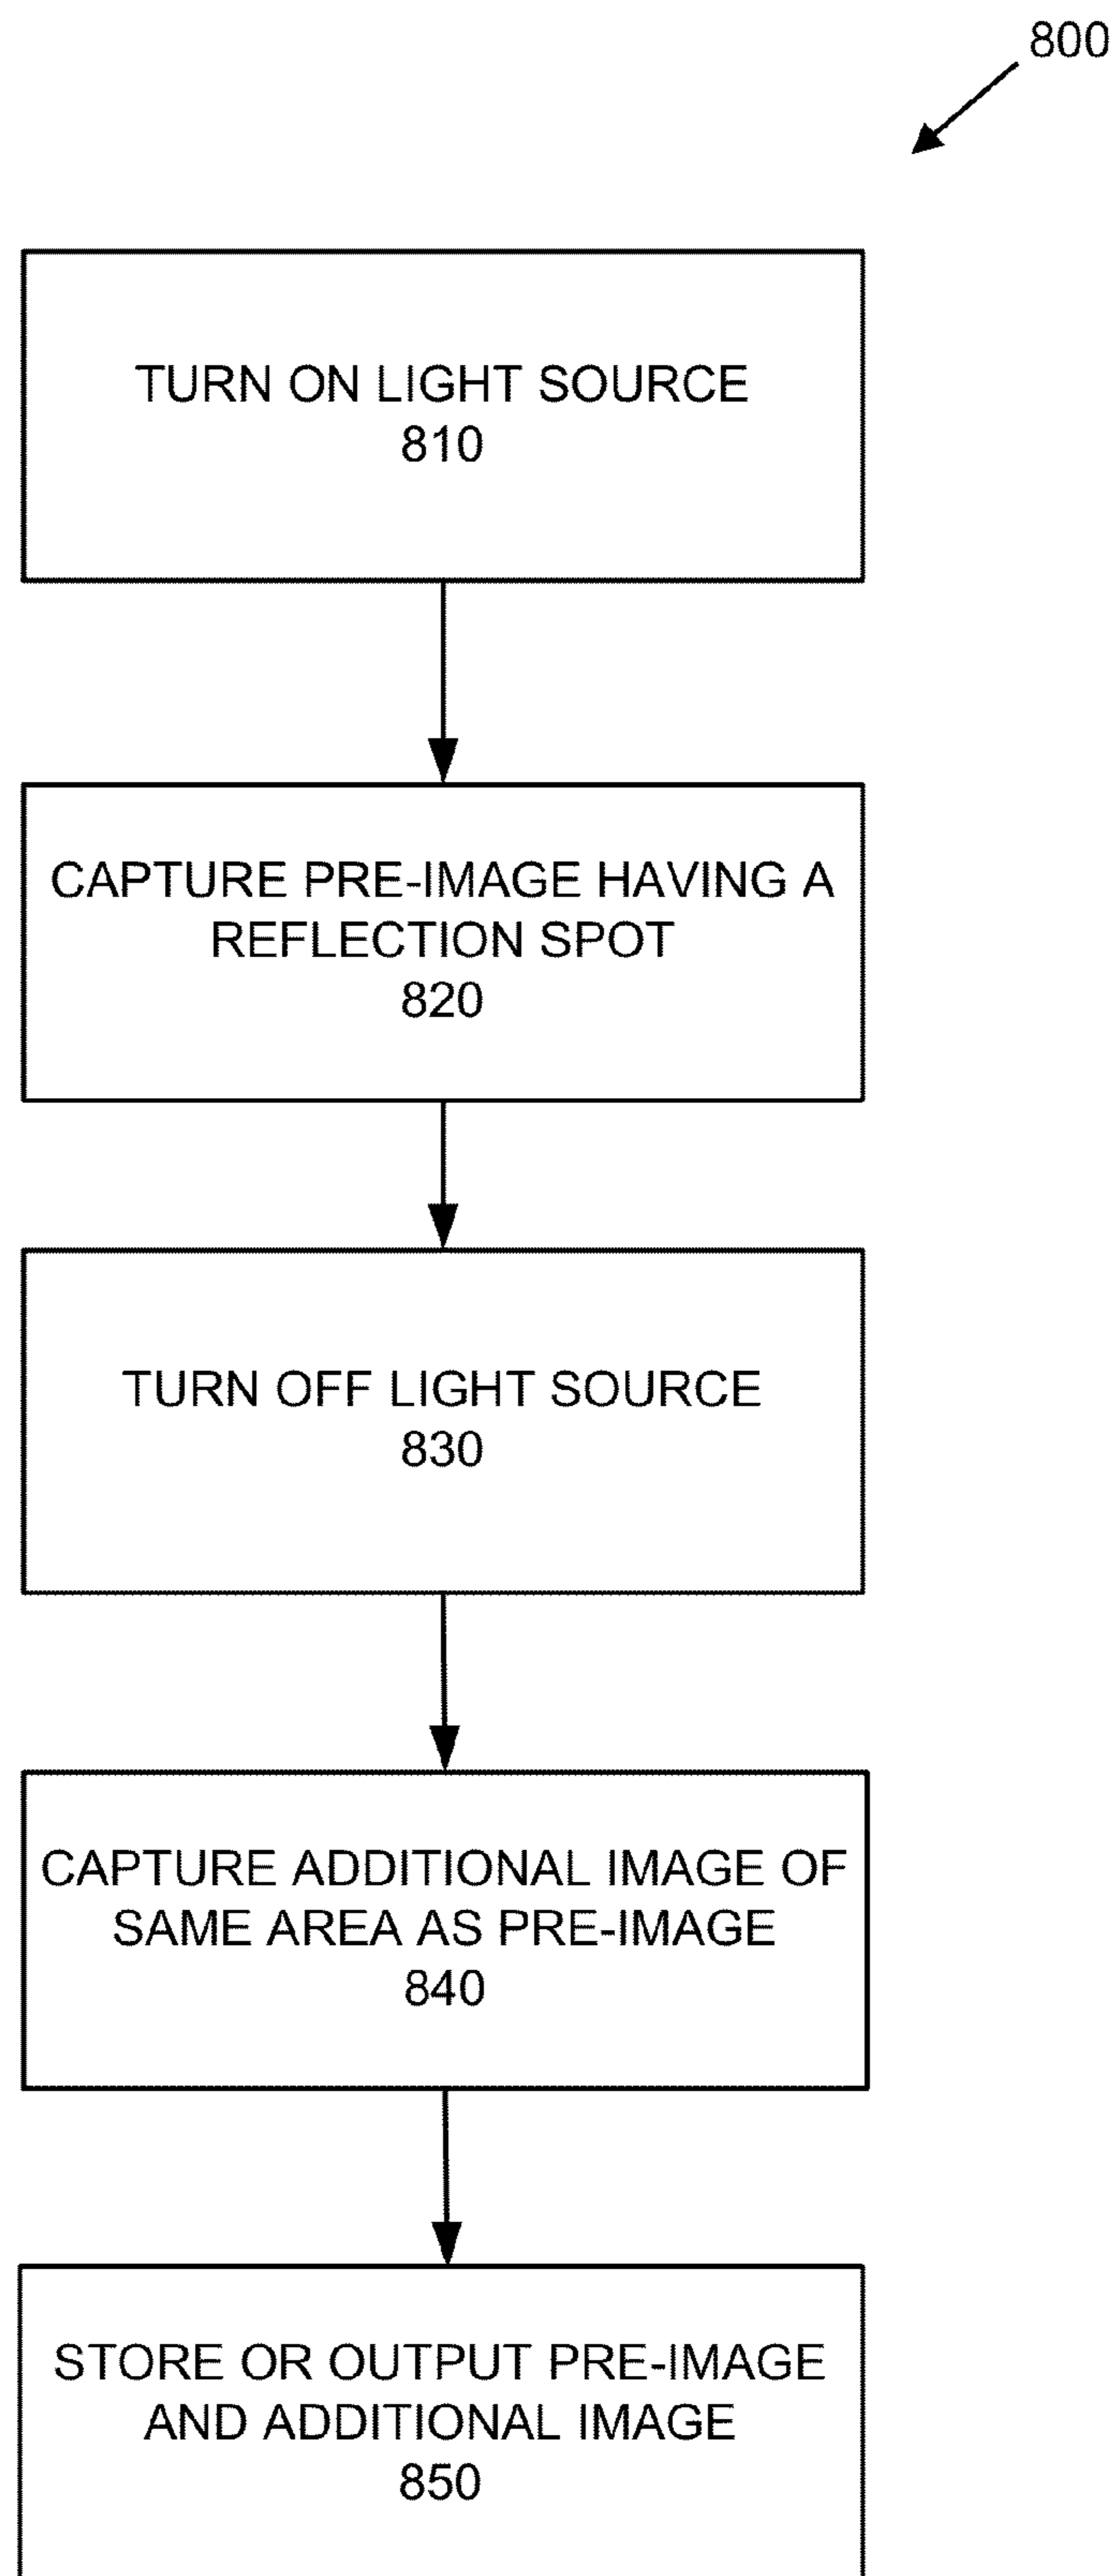 800
TURN ON LIGHT SOURCE
810
CAPTURE PRE-IMAGE HAVING A
REFLECTION SPOT
820
TURN OFF LIGHT SOURCE
830
CAPTURE ADDITIONAL IMAGE OF
SAME AREA AS PRE-IMAGE
840
STORE OR OUTPUT PRE-IMAGE
AND ADDITIONAL IMAGE
850